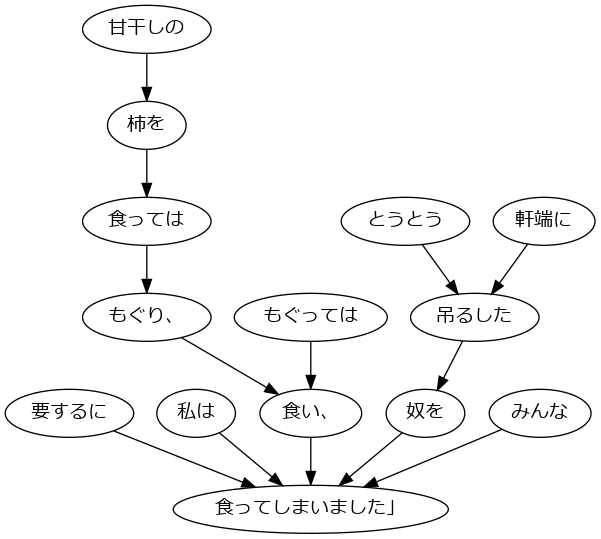 甘干しの
柿を
食っては
とうとう
軒端に
もぐり、
もぐっては
吊るした
要するに
私は
食い、
奴を
みんな
食ってしまいました」